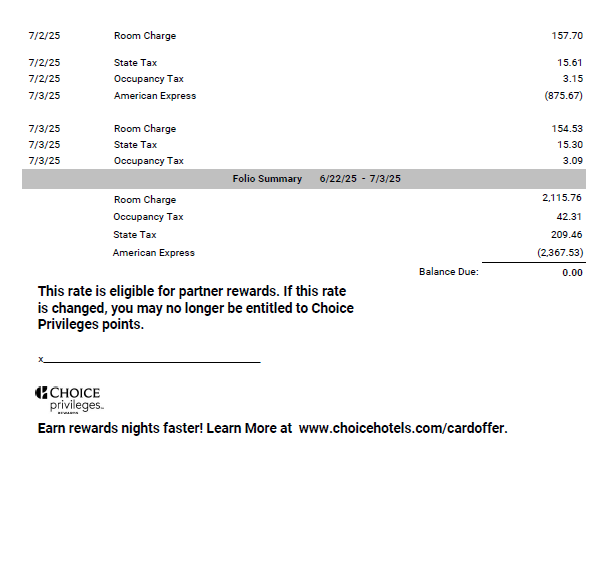 7/2/25 Room Charge 157.70
7/2/25 State Tax 15.61
7/2/25 Occupancy Tax 3.15
7/3/25 American Express (875.67)
7/3/25 Room Charge 154.53
7/3/25 State Tax 15.30
7/3/25 Occupancy Tax 3.09
Folio Summary 6/22/25 - 7/3/25
Room Charge 2,115.76
Occupancy Tax 42.31
State Tax 209.46
American Express (2,367.53)
Balance Due: 0.00
This rate is eligible for partner rewards. If this rate
is changed, you may no longer be entitled to Choice
Privileges points.
x
CHOICE
privileges
REWARDS
Earn rewards nights faster! Learn More at www.choicehotels.com/cardoffer.